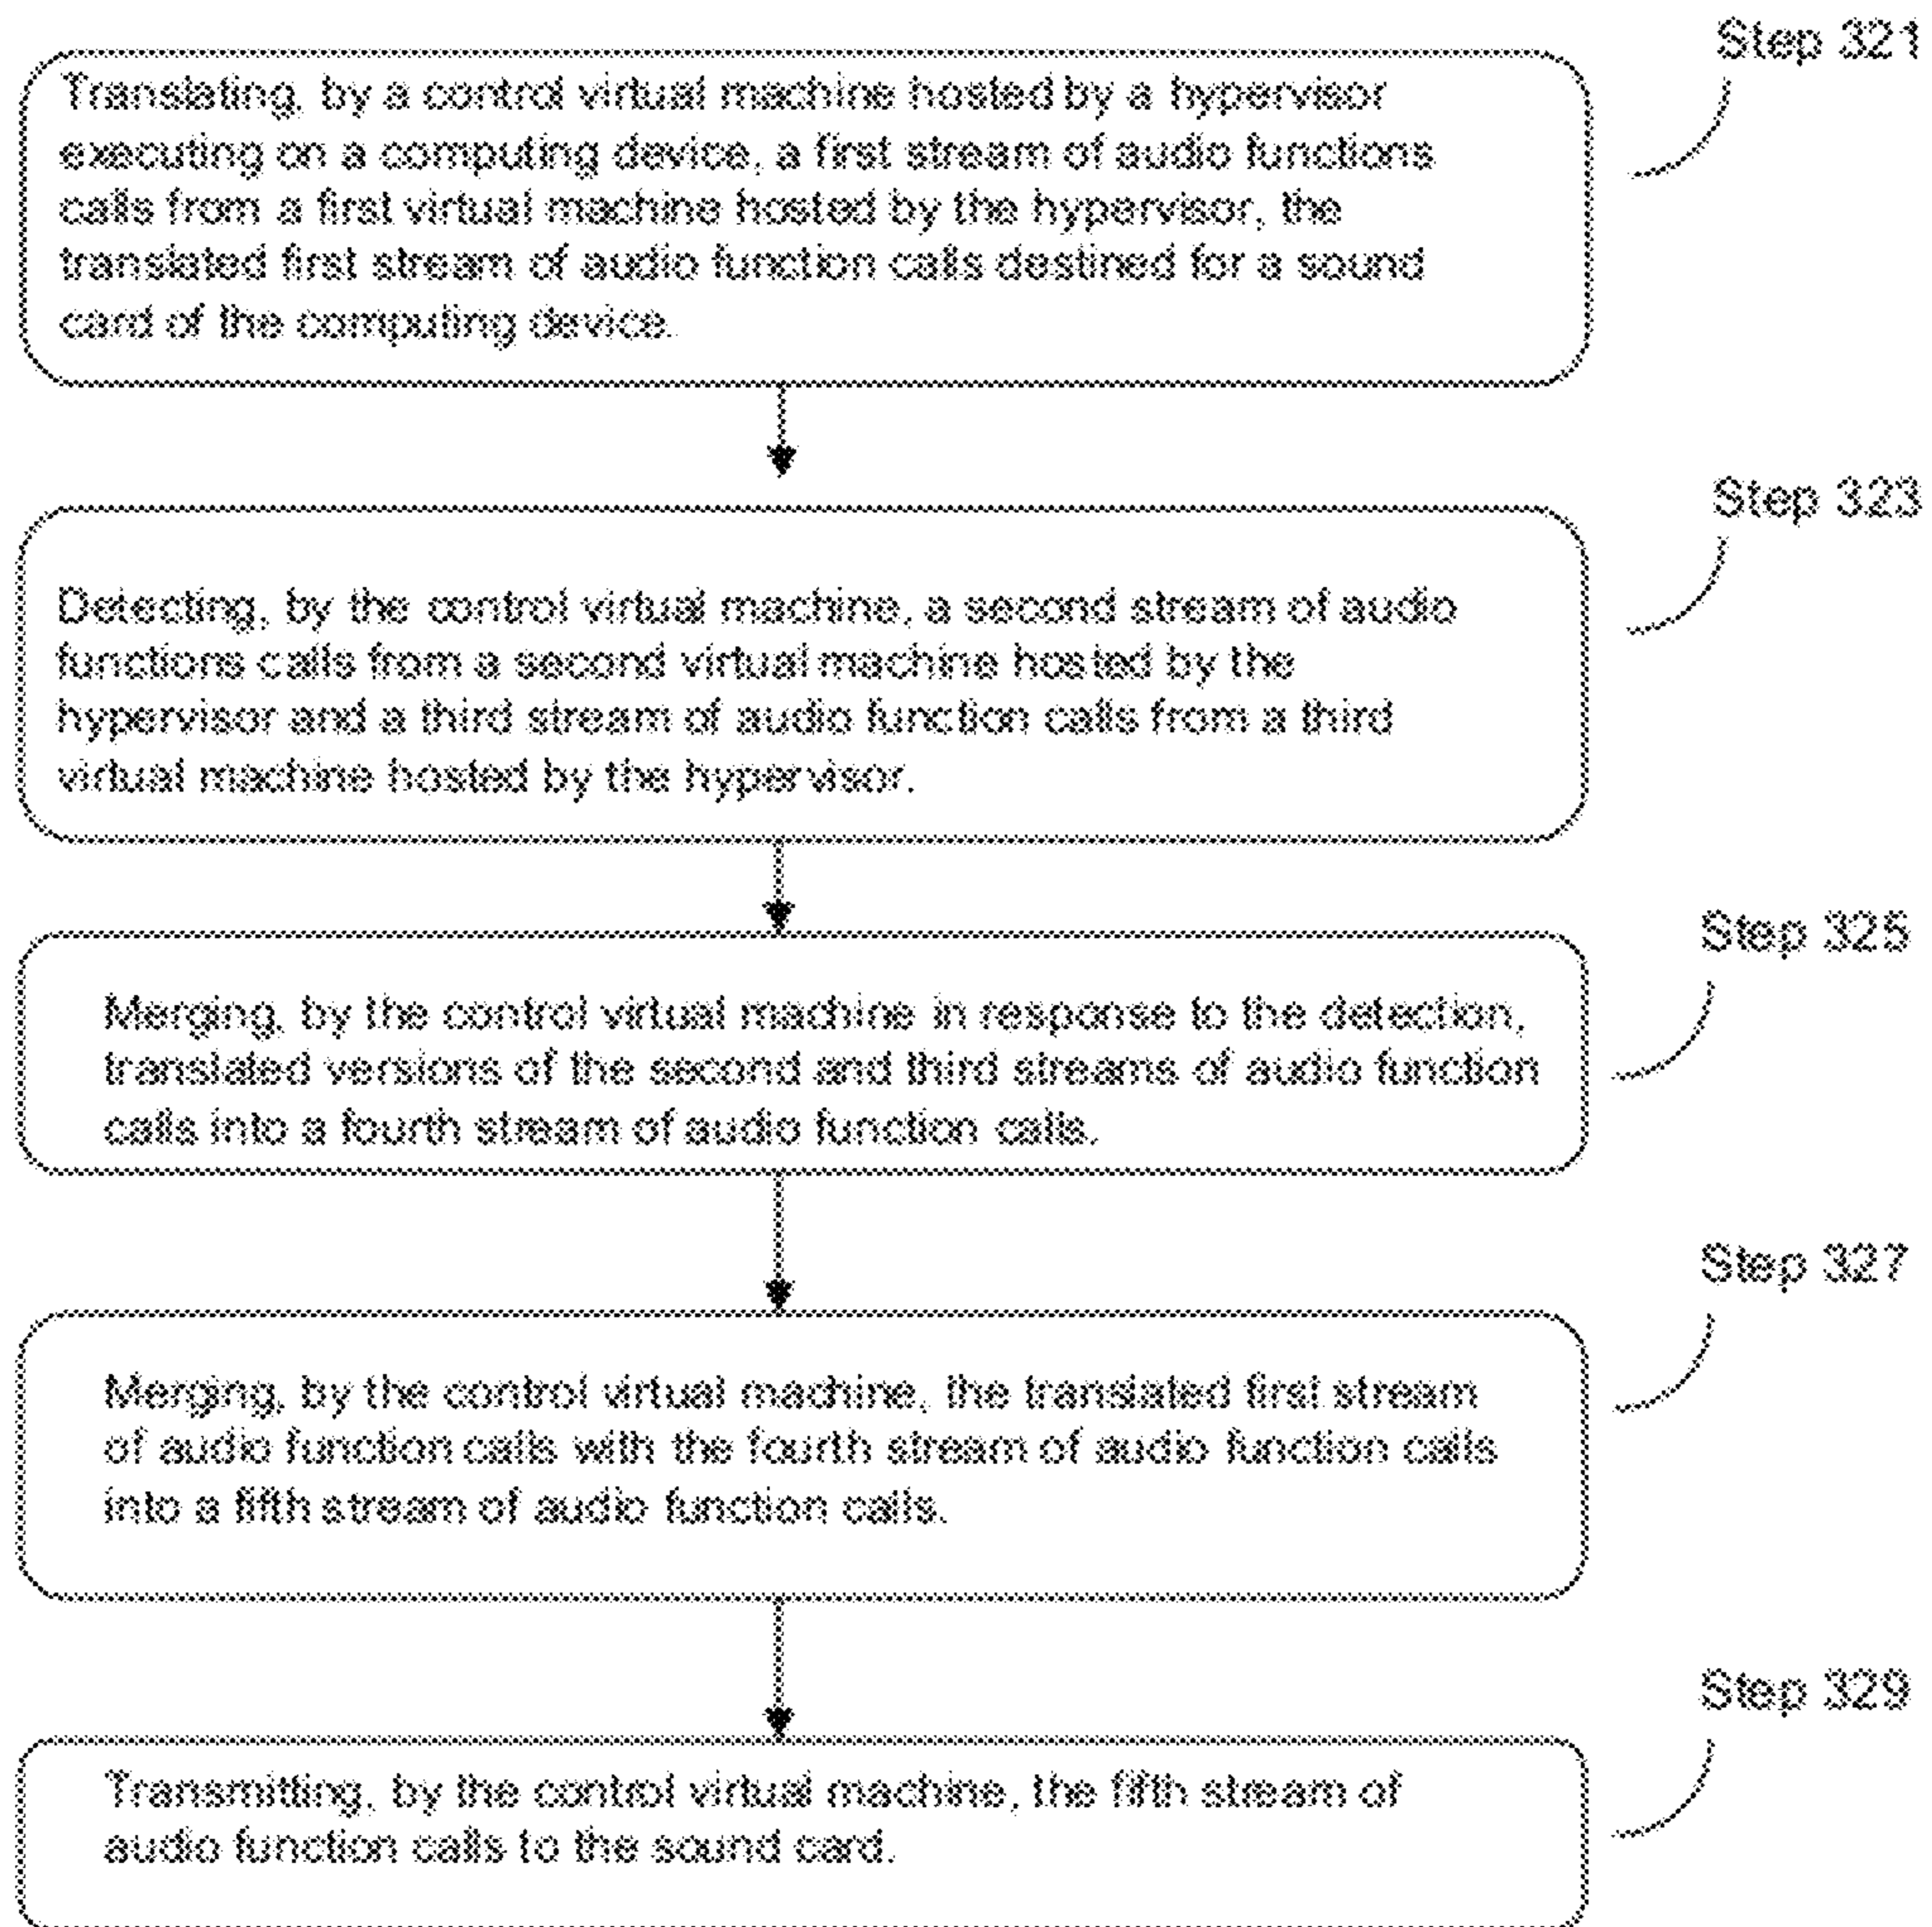 Step 321
Translating, by a control virtual machine hosted by a hypervisor
executing on a computing device, a first stream of audio functions
calls from a first virtual machine hosted by the hypervisor, the
translated first stream of audio function calls destined for a sound
card of the computing device.
Step 323
Detecting, by the control virtual machine, a second stream of audio
functions calls from a second virtual machine hosted by the
hypervisor and a third stream of audio function calls from a third
virtual machine hosted by the hypervisor.
Step 325
Merging, by the control virtual machine in response to the detection,
translated versions of the second and third streams of audio function
calls into a fourth stream of audio function calls.
Step 327
Merging, by the control virtual machine, the translated first stream
of audio function calls with the fourth stream of audio function calls
into a fifth stream of audio function calls.
Step 329
Transmitting, by the control virtual machine, the fifth stream of
audio function calls to the sound card.